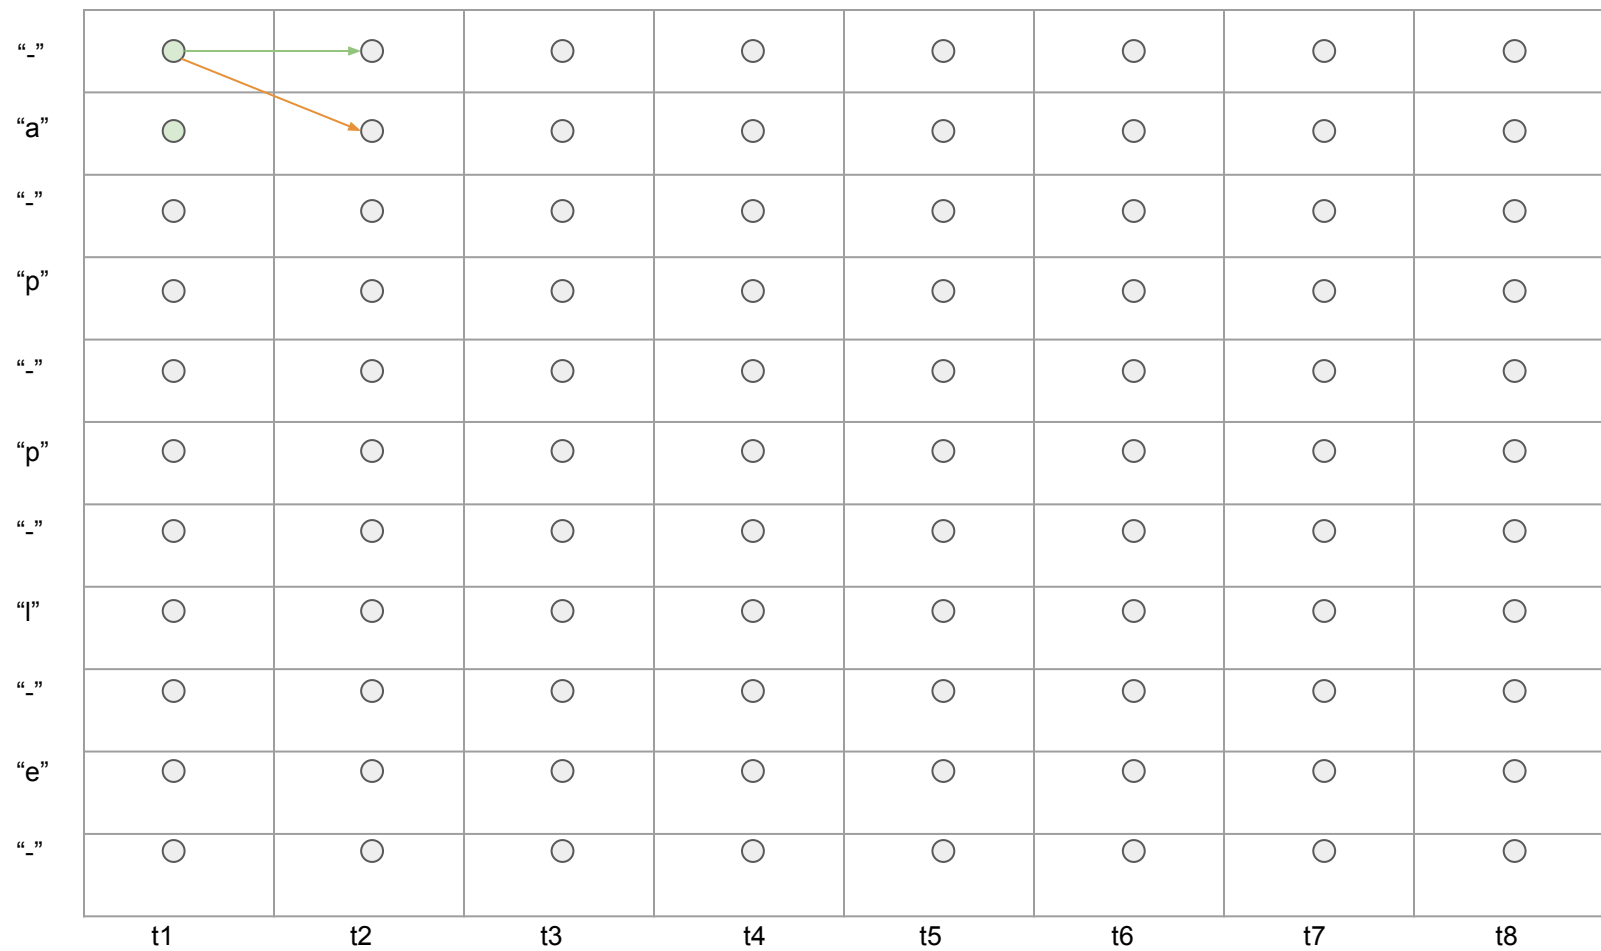 “-”
“a”
“-”
“p”
“-”
“p”
“-”
“l”
“-”
“e”
“-”
t1 t2 t3 t4 t5 t6 t7 t8